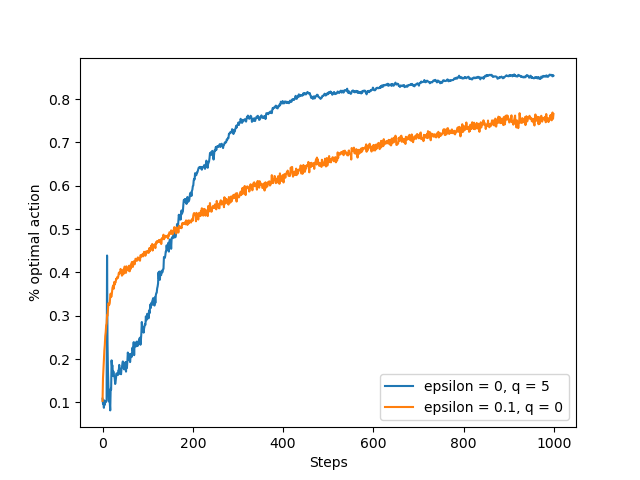 0.8
0.7
0.6
0.5
0.4
0.3
0.2
0.1
% optimal action
0 200 400 600 800 1000
Steps
epsilon = 0, q = 5
epsilon = 0.1, q = 0